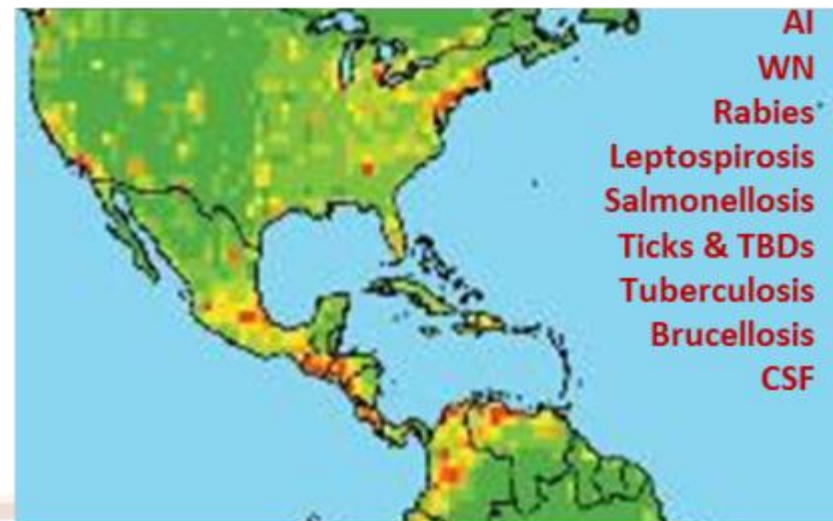 AI
WN
Rabies
Leptospirosis
Salmonellosis
Ticks & TBDs
Tuberculosis
Brucellosis
CSF